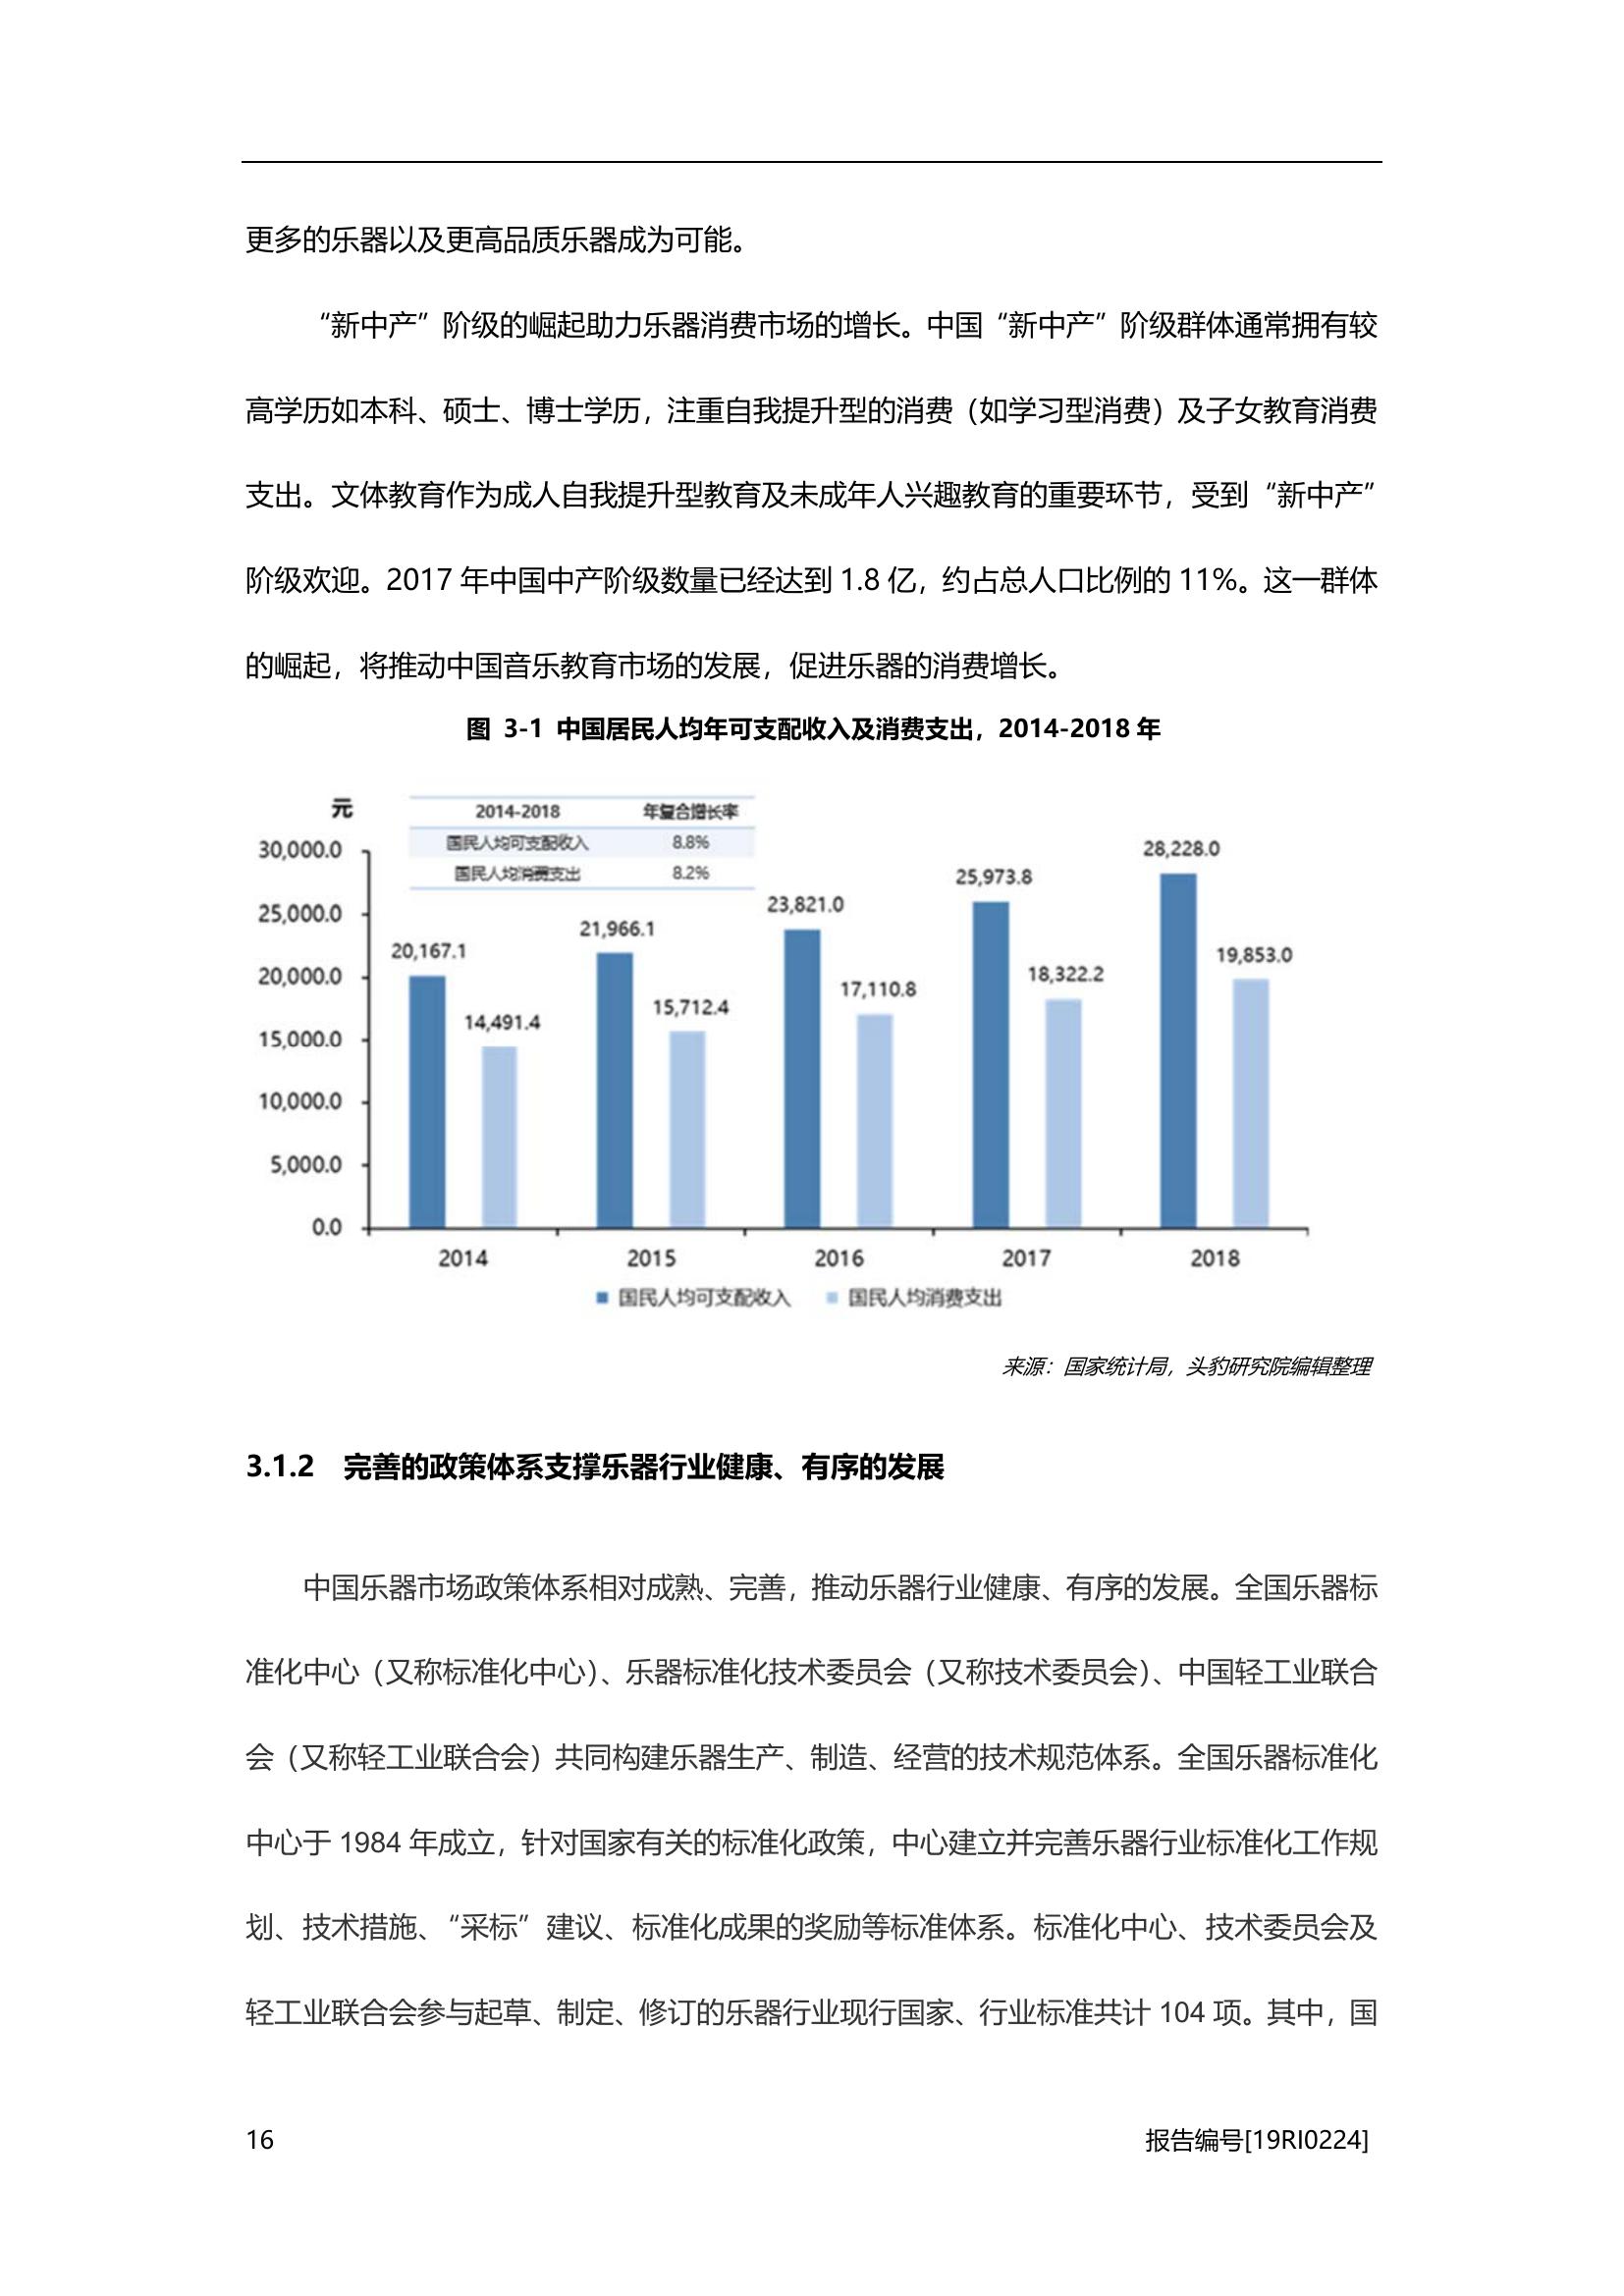 更多的乐器以及更高品质乐器成为可能。
“新中产”阶级的崛起助力乐器消费市场的增长。中国“新中产”阶级群体通常拥有较
高学历如本科、硕士、博士学历，注重自我提升型的消费（如学习型消费）及子女教育消费
支出。文体教育作为成人自我提升型教育及未成年人兴趣教育的重要环节，受到“新中产”
阶级欢迎。2017 年中国中产阶级数量已经达到 1.8 亿，约占总人口比例的 11%。这一群体
的崛起，将推动中国音乐教育市场的发展，促进乐器的消费增长。
图 3-1 中国居民人均年可支配收入及消费支出，2014-2018 年
元
2014-2018 年复合增长率
国民人均可支配收入 8.8%
国民人均消费支出 8.2%
30,000.0
25,000.0
20,000.0
15,000.0
10,000.0
5,000.0
0.0
20,167.1
14,491.4
21,966.1
15,712.4
23,821.0
17,110.8
25,973.8
18,322.2
28,228.0
19,853.0
2014 2015 2016 2017 2018
国民人均可支配收入 国民人均消费支出
来源：国家统计局，头豹研究院编辑整理
3.1.2 完善的政策体系支撑乐器行业健康、有序的发展
中国乐器市场政策体系相对成熟、完善，推动乐器行业健康、有序的发展。全国乐器标
准化中心（又称标准化中心）、乐器标准化技术委员会（又称技术委员会）、中国轻工业联合
会（又称轻工业联合会）共同构建乐器生产、制造、经营的技术规范体系。全国乐器标准化
中心于 1984 年成立，针对国家有关的标准化政策，中心建立并完善乐器行业标准化工作规
划、技术措施、“采标”建议、标准化成果的奖励等标准体系。标准化中心、技术委员会及
轻工业联合会参与起草、制定、修订的乐器行业现行国家、行业标准共计 104 项。其中，国
16 报告编号[19RI0224]